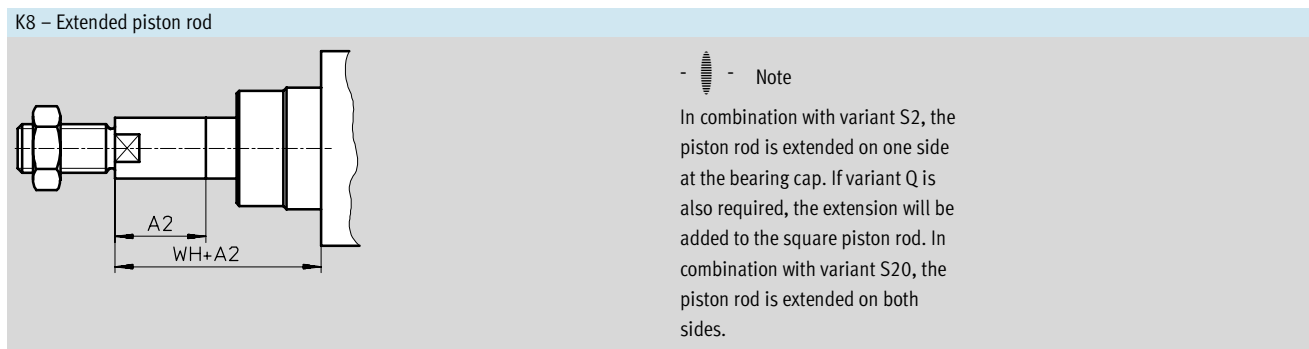 K8 – Extended piston rod
A2
WH+A2
- - Note
In combination with variant S2, the
piston rod is extended on one side
at the bearing cap. If variant Q is
also required, the extension will be
added to the square piston rod. In
combination with variant S20, the
piston rod is extended on both
sides.